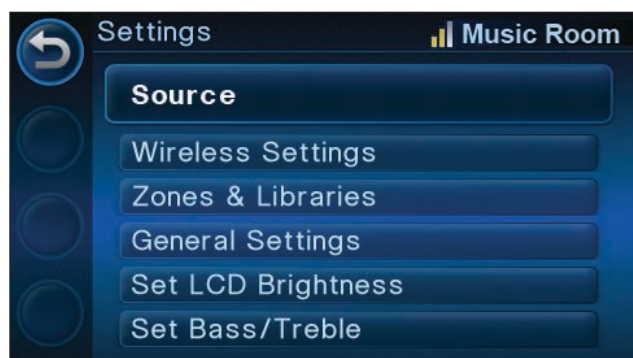 Settings Music Room
Source
Wireless Settings
Zones & Libraries
General Settings
Set LCD Brightness
Set Bass/Treble